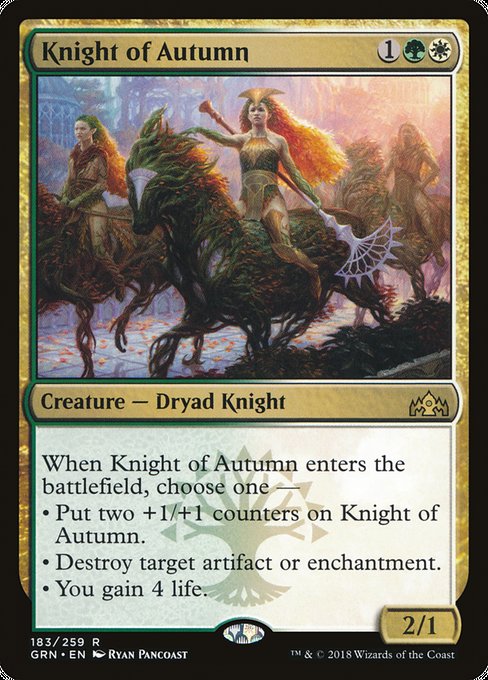 Knight of Autumn 1
Creature — Dryad Knight
When Knight of Autumn enters the
battlefield, choose one —
• Put two +1/+1 counters on Knight of
Autumn.
• Destroy target artifact or enchantment.
• You gain 4 life.
2/1
183/259 R
GRN • EN Ryan Pancoast
™ & © 2018 Wizards of the Coast